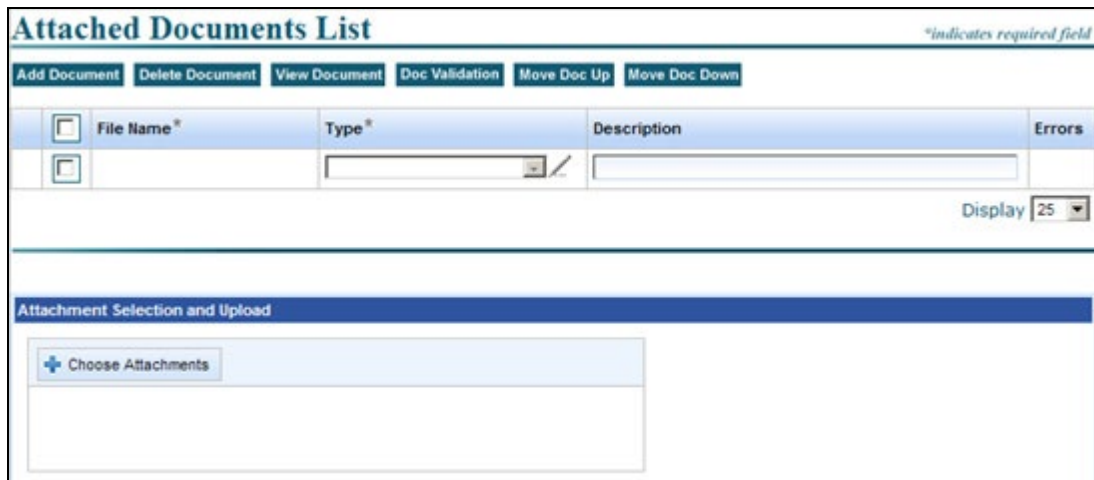 Attached Documents List
*indicates required field
Add Document Delete Document View Document Doc Validation Move Doc Up Move Doc Down
File Name* Type* Description Errors
Display 25
Attachment Selection and Upload
Choose Attachments